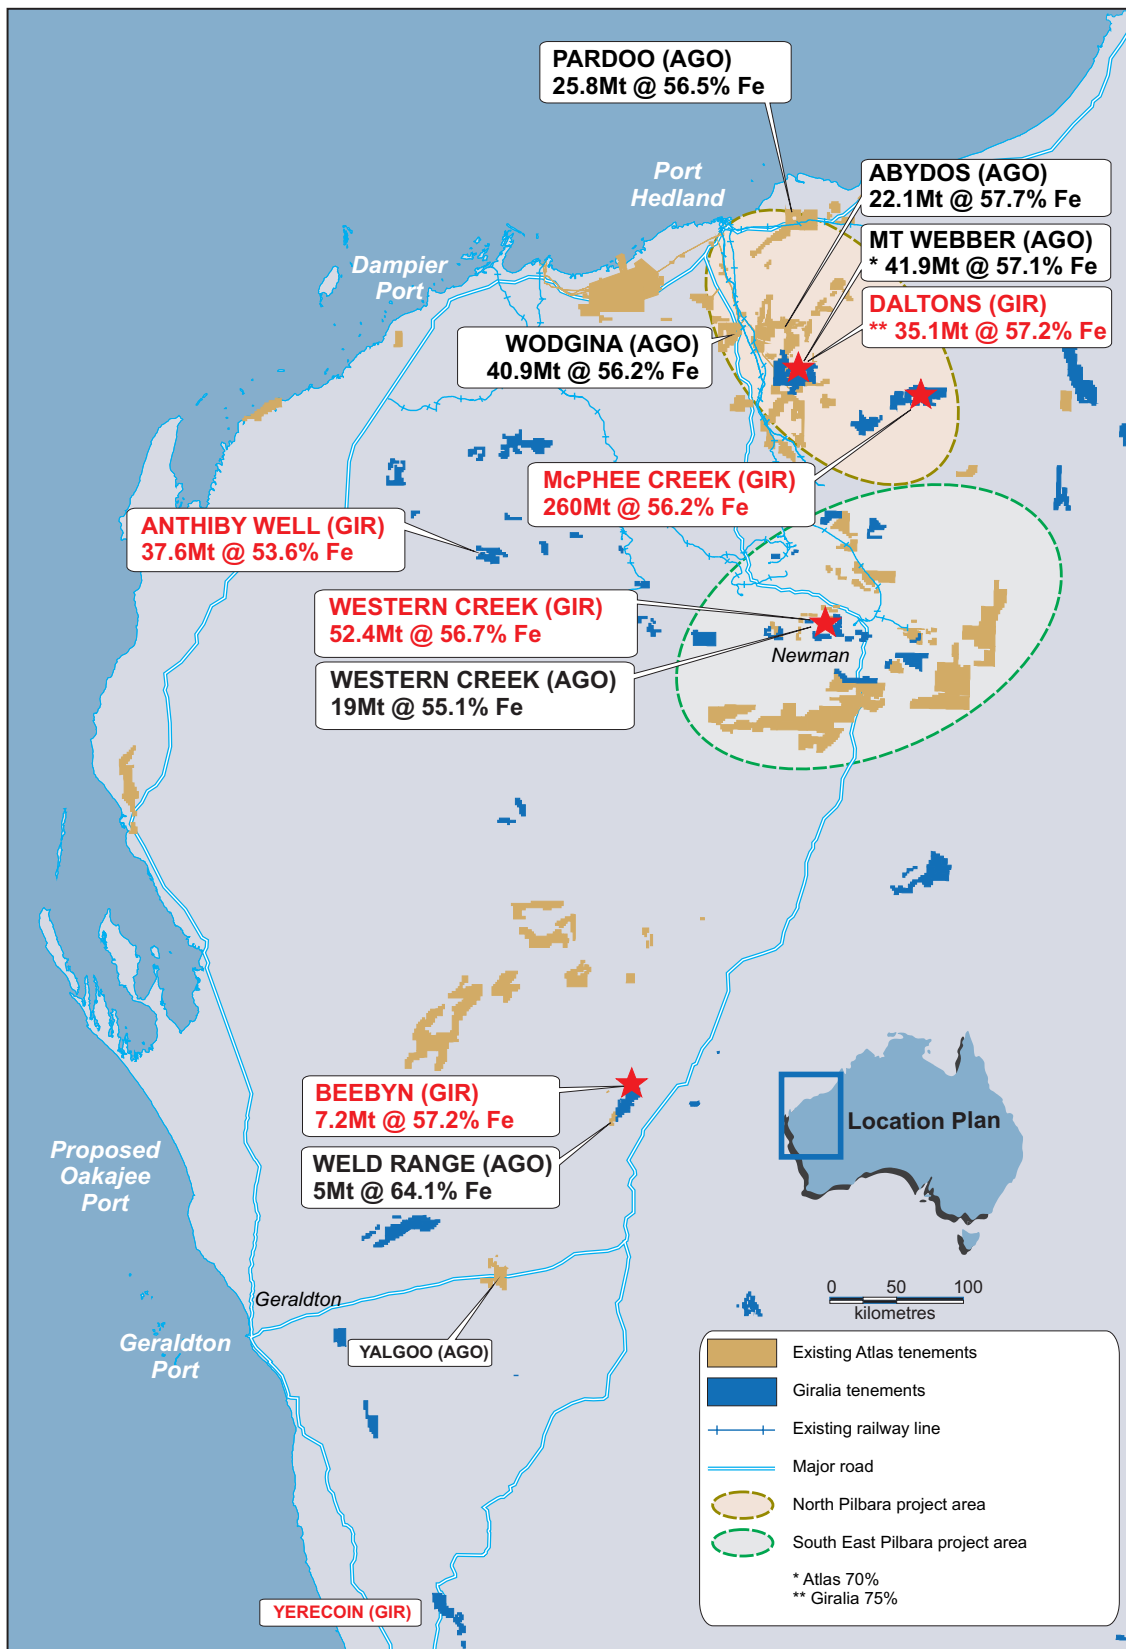 PARDOO (AGO)
25.8Mt @ 56.5% Fe
Port
Hedland
ABYDOS (AGO)
22.1Mt @ 57.7% Fe
MT WEBBER (AGO)
* 41.9Mt @ 57.1% Fe
DALTONS (GIR)
** 35.1Mt @ 57.2% Fe
Dampier
Port
WODGINA (AGO)
40.9Mt @ 56.2% Fe
McPHEE CREEK (GIR)
260Mt @ 56.2% Fe
ANTHIBY WELL (GIR)
37.6Mt @ 53.6% Fe
WESTERN CREEK (GIR)
52.4Mt @ 56.7% Fe
Newman
WESTERN CREEK (AGO)
19Mt @ 55.1% Fe
BEEBYN (GIR)
7.2Mt @ 57.2% Fe
Location Plan
WELD RANGE (AGO)
5Mt @ 64.1% Fe
Proposed
Oakajee
Port
Geraldton
Geraldton
Port
YALGOO (AGO)
0 50 100
kilometres
Existing Atlas tenements
Giralia tenements
Existing railway line
Major road
North Pilbara project area
South East Pilbara project area
* Atlas 70%
** Giralia 75%
YERECOIN (GIR)